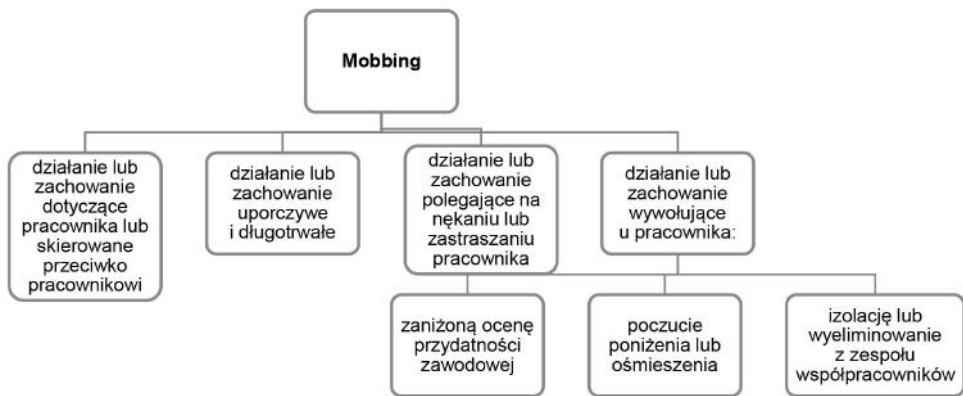 Mobbing
działanie lub
zachowanie
dotyczące
pracownika lub
skierowane
przeciwko
pracownikowi
działanie lub
zachowanie
uporczywe
i długotrwałe
działanie lub
zachowanie
polegające na
nękaniu lub
zastraszaniu
pracownika
działanie lub
zachowanie
wywołujące
u pracownika:
zaniżoną ocenę
przydatności
zawodowej
poczucie
poniżenia lub
ośmieszenia
izolację lub
wyeliminowanie
z zespołu
współpracowników